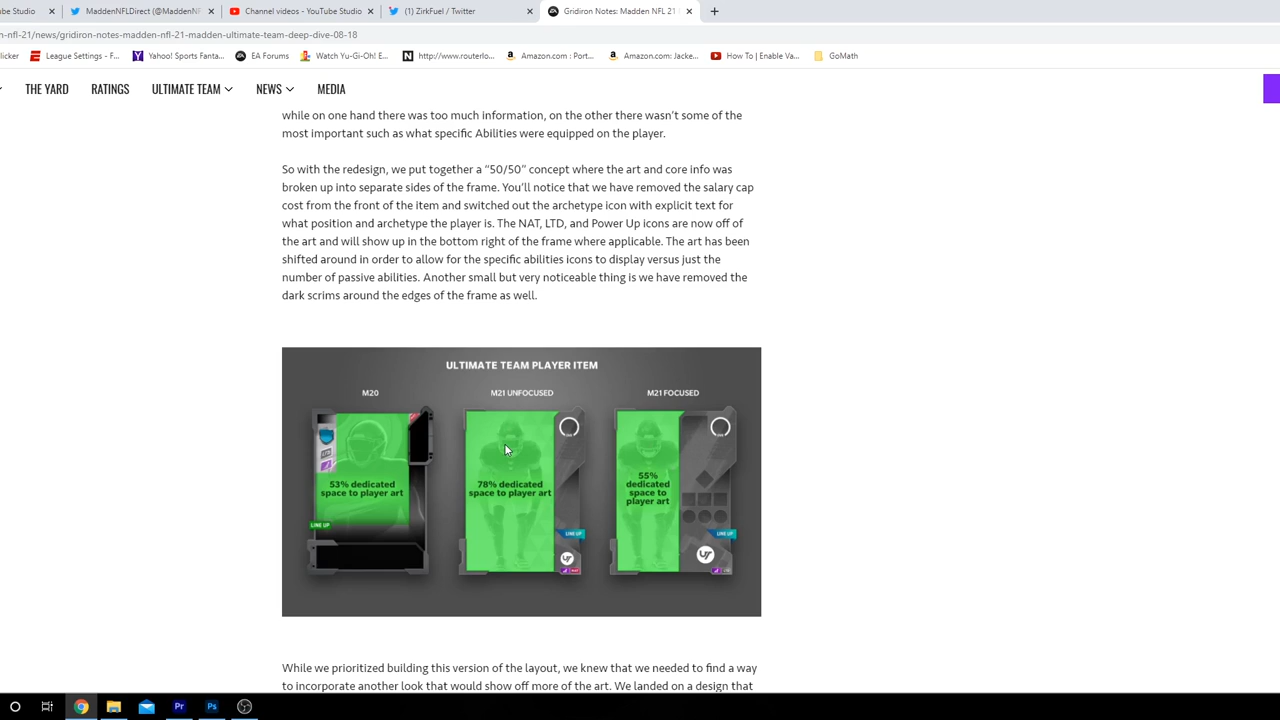 be Studio
MaddenNFLDirect (@MaddenNF
Channel videos - YouTube Studio
(1) ZirkFuel / Twitter
Gridiron Notes: Madden NFL 21
n-nfl-21/news/gridiron-notes-madden-nfl-21-madden-ultimate-team-deep-dive-08-18
licker
League Settings - F...
Yahoo! Sports Fanta...
EA Forums
Watch Yu-Gi-Oh! E...
http://www.routerlo...
Amazon.com : Port...
Amazon.com: Jacke...
How To | Enable Va...
GoMath
THE YARD
RATINGS
ULTIMATE TEAM
NEWS
MEDIA
while on one hand there was too much information, on the other there wasn't some of the
most important such as what specific Abilities were equipped on the player.
So with the redesign, we put together a "50/50" concept where the art and core info was
broken up into separate sides of the frame. You'll notice that we have removed the salary cap
cost from the front of the item and switched out the archetype icon with explicit text for
what position and archetype the player is. The NAT, LTD, and Power Up icons are now off of
the art and will show up in the bottom right of the frame where applicable. The art has been
shifted around in order to allow for the specific abilities icons to display versus just the
number of passive abilities. Another small but very noticeable thing is we have removed the
dark scrims around the edges of the frame as well.
ULTIMATE TEAM PLAYER ITEM
M20
M21 UNFOCUSED
M21 FOCUSED
53% dedicated
space to player art
78% dedicated
space to player art
55%
dedicated
space to
player art
LINE UP
LINE UP
LINE UP
While we prioritized building this version of the layout, we knew that we needed to find a way
to incorporate another look that would show off more of the art. We landed on a design that
Pr
Ps